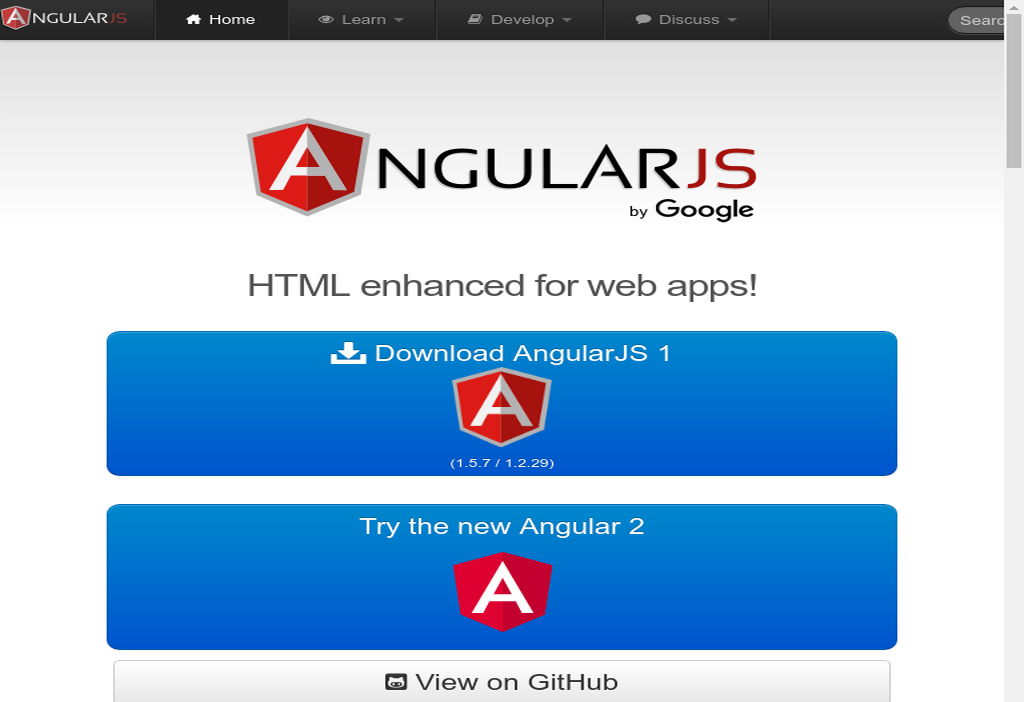 ANGULARJS
Home
Learn
Develop
Discuss
Searc
ANGULARJS
by Google
HTML enhanced for web apps!
Download AngularJS 1
(1.5.7 / 1.2.29)
Try the new Angular 2
View on GitHub